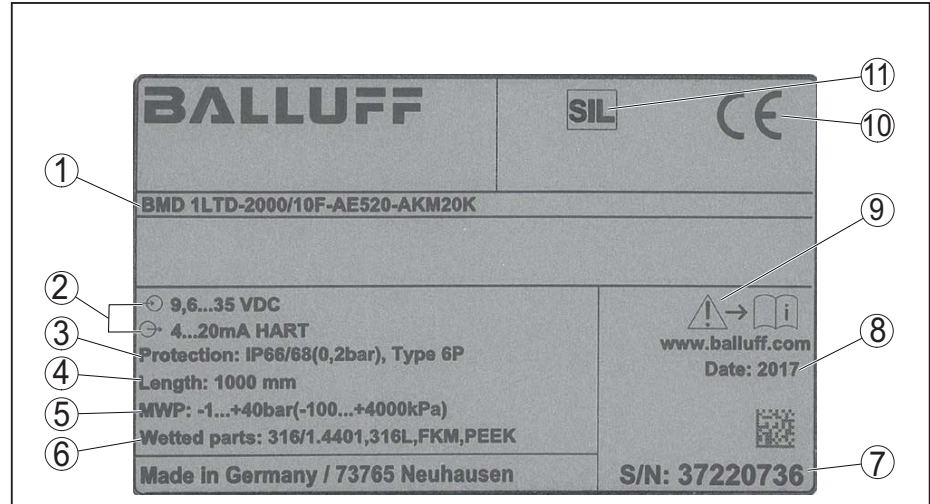 BALLUFF
SIL
CE
11
10
1
BMD 1LTD-2000/10F-AE520-AKM20K
9
2
9,6...35 VDC
4...20mA HART
i
www.balluff.com
3
Protection: IP66/68(0,2bar), Type 6P
Date: 2017
8
4
Length: 1000 mm
5
MWP: -1...+40bar(-100...+4000kPa)
6
Wetted parts: 316/1.4401,316L,FKM,PEEK
Made in Germany / 73765 Neuhausen
S/N: 37220736
7